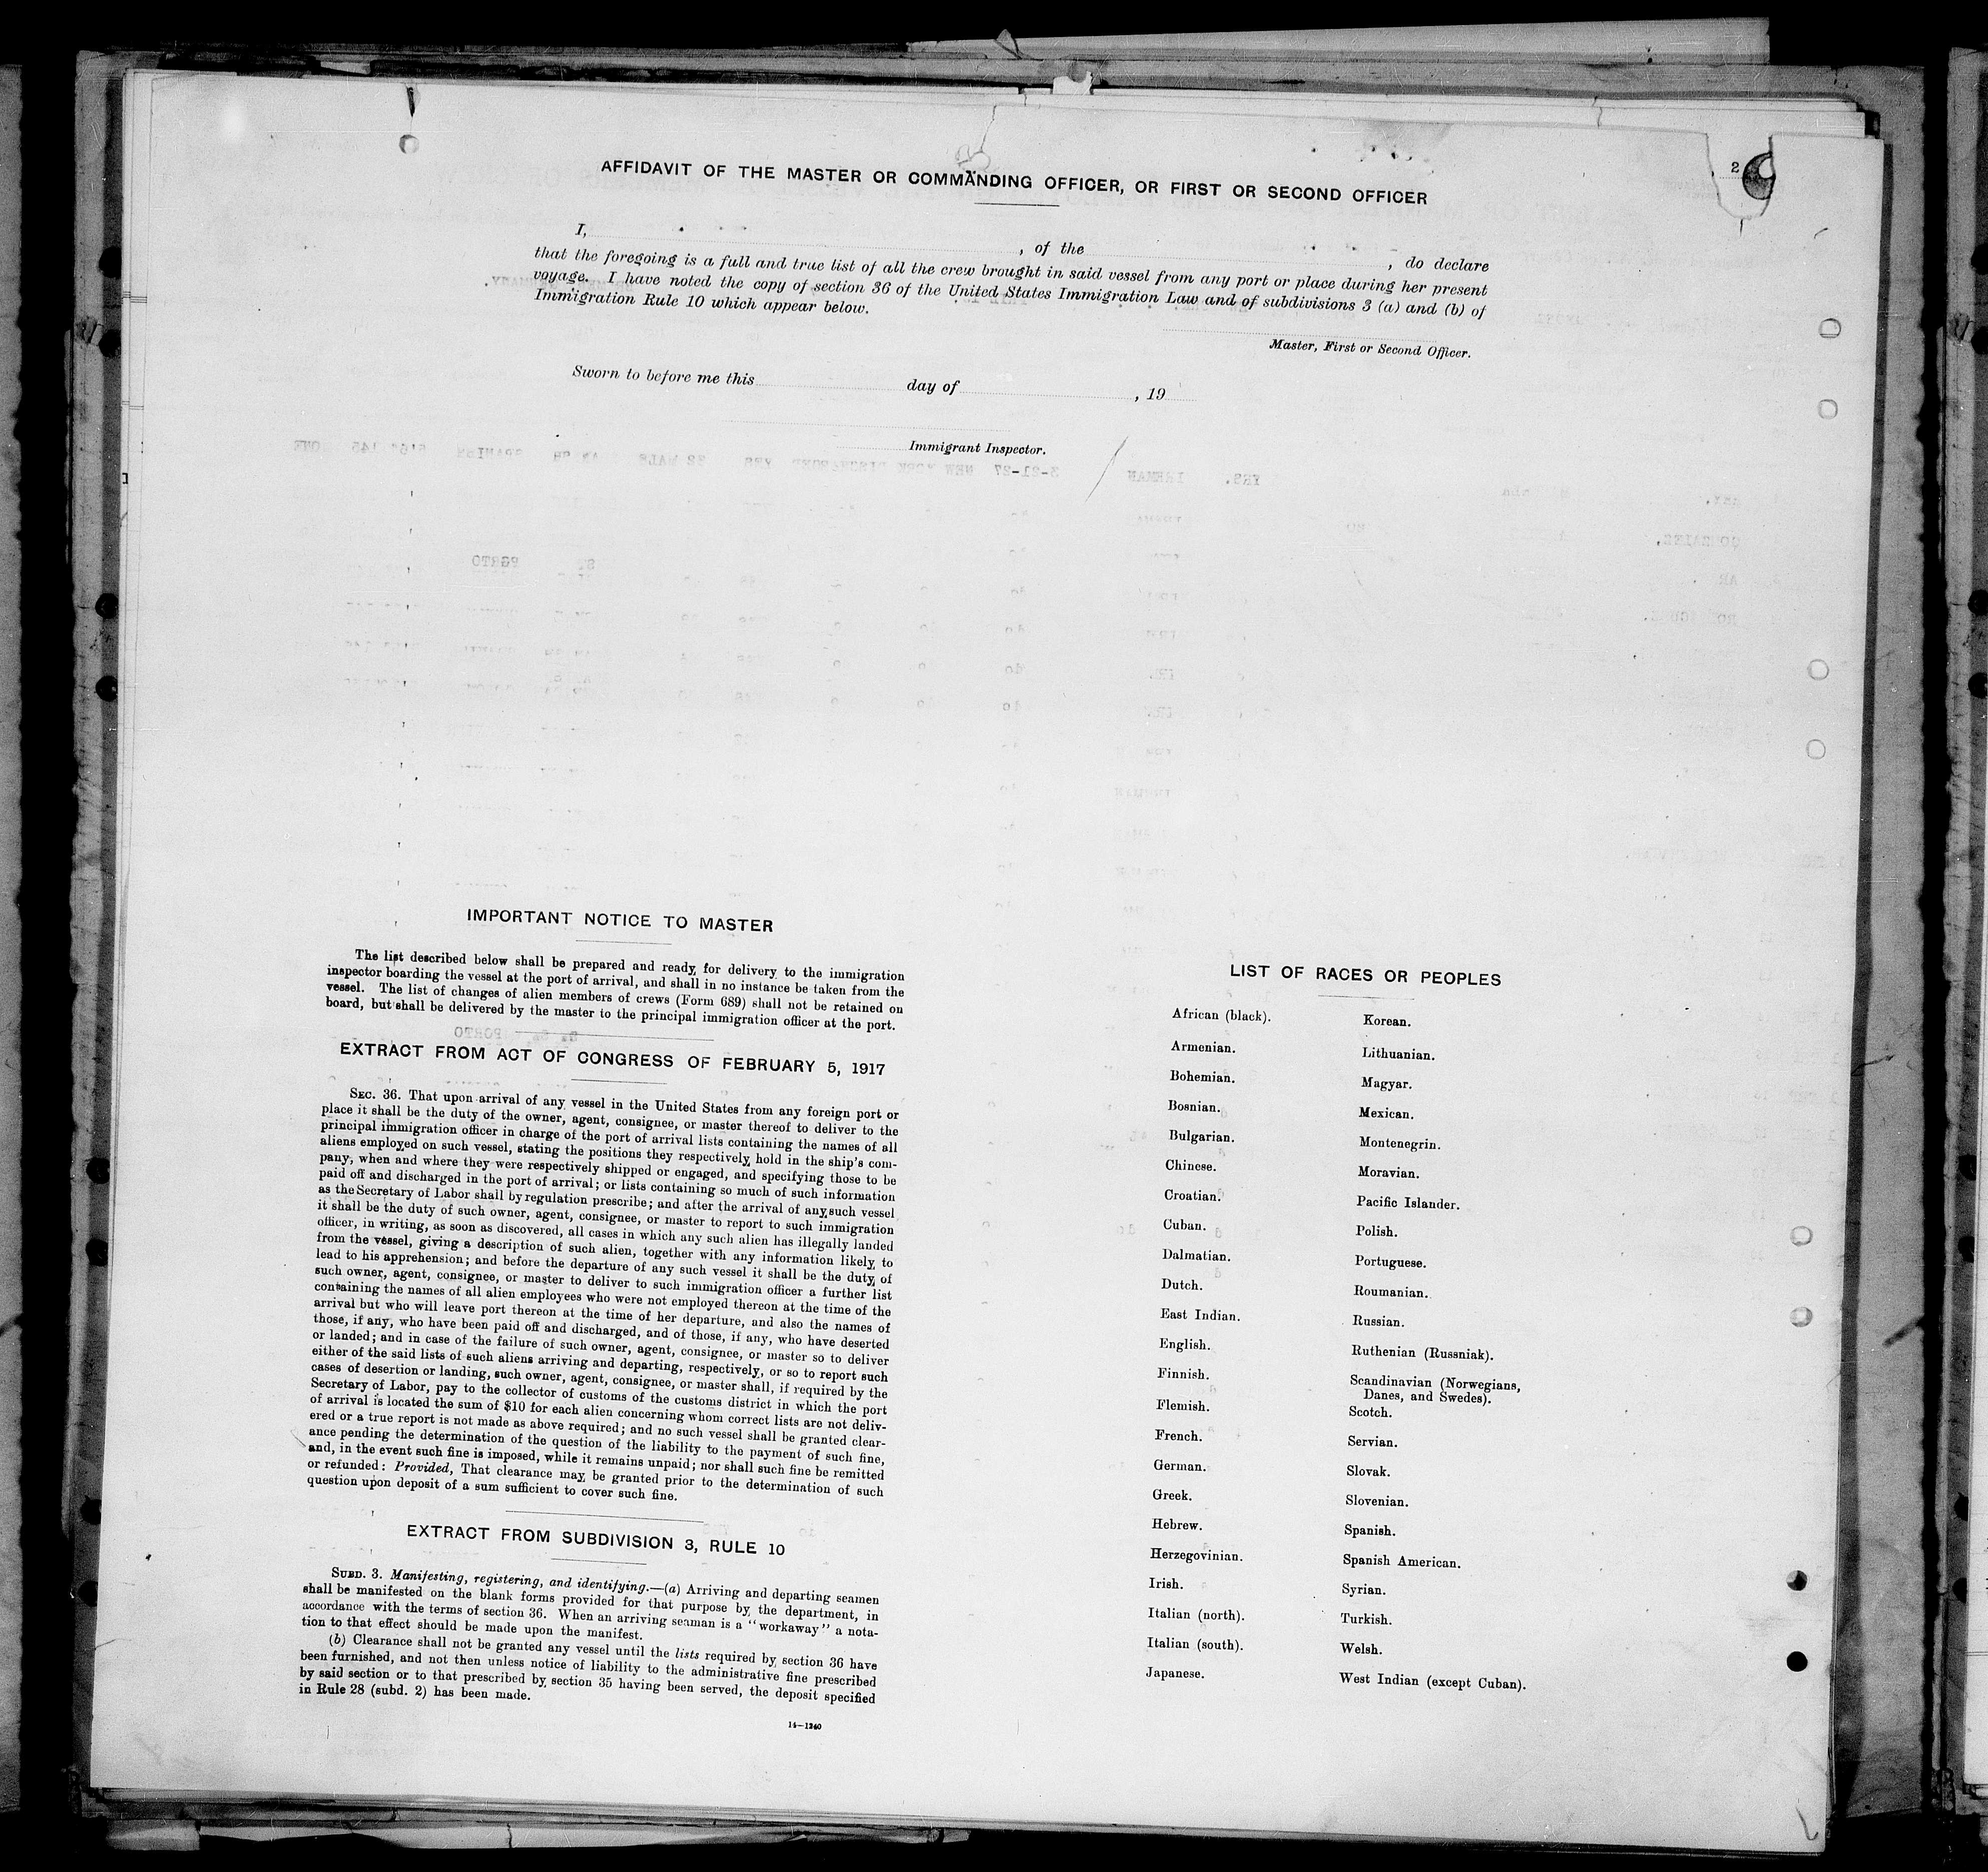 2
AFFIDAVIT OF THE MASTER OR COMMANDING OFFICER, OR FIRST OR SECOND OFFICER
I, , of the , do declare
that the foregoing is a full and true list of all the crew brought in said vessel from any port or place during her present
voyage. I have noted the copy of section 36 of the United States Immigration Law and of subdivisions 3 (a) and (b) of
Immigration Rule 10 which appear below.
Master, First or Second Officer.
Sworn to before me this day of , 19
Immigrant Inspector.
IMPORTANT NOTICE TO MASTER
The list described below shall be prepared and ready for delivery to the immigration
inspector boarding the vessel at the port of arrival, and shall in no instance be taken from the
vessel. The list of changes of alien members of crews (Form 689) shall not be retained on
board, but shall be delivered by the master to the principal immigration officer at the port.
EXTRACT FROM ACT OF CONGRESS OF FEBRUARY 5, 1917
SEC. 36. That upon arrival of any vessel in the United States from any foreign port or
place it shall be the duty of the owner, agent, consignee, or master thereof to deliver to the
principal immigration officer in charge of the port of arrival lists containing the names of all
aliens employed on such vessel, stating the positions they respectively hold in the ship's com-
pany, when and where they were respectively shipped or engaged, and specifying those to be
paid off and discharged in the port of arrival; or lists containing so much of such information
as the Secretary of Labor shall by regulation prescribe; and after the arrival of any such vessel
it shall be the duty of such owner, agent, consignee, or master to report to such immigration
officer, in writing, as soon as discovered, all cases in which any such alien has illegally landed
from the vessel, giving a description of such alien, together with any information likely to
lead to his apprehension; and before the departure of any such vessel it shall be the duty of
such owner, agent, consignee, or master to deliver to such immigration officer a further list
containing the names of all alien employees who were not employed thereon at the time of the
arrival but who will leave port thereon at the time of her departure, and also the names of
those, if any, who have been paid off and discharged, and of those, if any, who have deserted
or landed; and in case of the failure of such owner, agent, consignee, or master so to deliver
either of the said lists of such aliens arriving and departing, respectively, or so to report such
cases of desertion or landing, such owner, agent, consignee, or master shall, if required by the
Secretary of Labor, pay to the collector of customs of the customs district in which the port
of arrival is located the sum of $10 for each alien concerning whom correct lists are not deliv-
ered or a true report is not made as above required; and no such vessel shall be granted clear-
ance pending the determination of the question of the liability to the payment of such fine,
and, in the event such fine is imposed, while it remains unpaid; nor shall such fine be remitted
or refunded: Provided, That clearance may be granted prior to the determination of such
question upon deposit of a sum sufficient to cover such fine.
EXTRACT FROM SUBDIVISION 3, RULE 10
SUBD. 3. Manifesting, registering, and identifying.—(a) Arriving and departing seamen
shall be manifested on the blank forms provided for that purpose by the department, in
accordance with the terms of section 36. When an arriving seaman is a "workaway" a nota-
tion to that effect should be made upon the manifest.
(b) Clearance shall not be granted any vessel until the lists required by section 36 have
been furnished, and not then unless notice of liability to the administrative fine prescribed
by said section or to that prescribed by section 35 having been served, the deposit specified
in Rule 28 (subd. 2) has been made.
14—1240
LIST OF RACES OR PEOPLES
African (black).
Armenian.
Bohemian.
Bosnian.
Bulgarian.
Chinese.
Croatian.
Cuban.
Dalmatian.
Dutch.
East Indian.
English.
Finnish.
Flemish.
French.
German.
Greek.
Hebrew.
Herzegovinian.
Irish.
Italian (north).
Italian (south).
Japanese.
Korean.
Lithuanian.
Magyar.
Mexican.
Montenegrin.
Moravian.
Pacific Islander.
Polish.
Portuguese.
Roumanian.
Russian.
Ruthenian (Russniak).
Scandinavian (Norwegians,
Danes, and Swedes).
Scotch.
Servian.
Slovak.
Slovenian.
Spanish.
Spanish American.
Syrian.
Turkish.
Welsh.
West Indian (except Cuban).